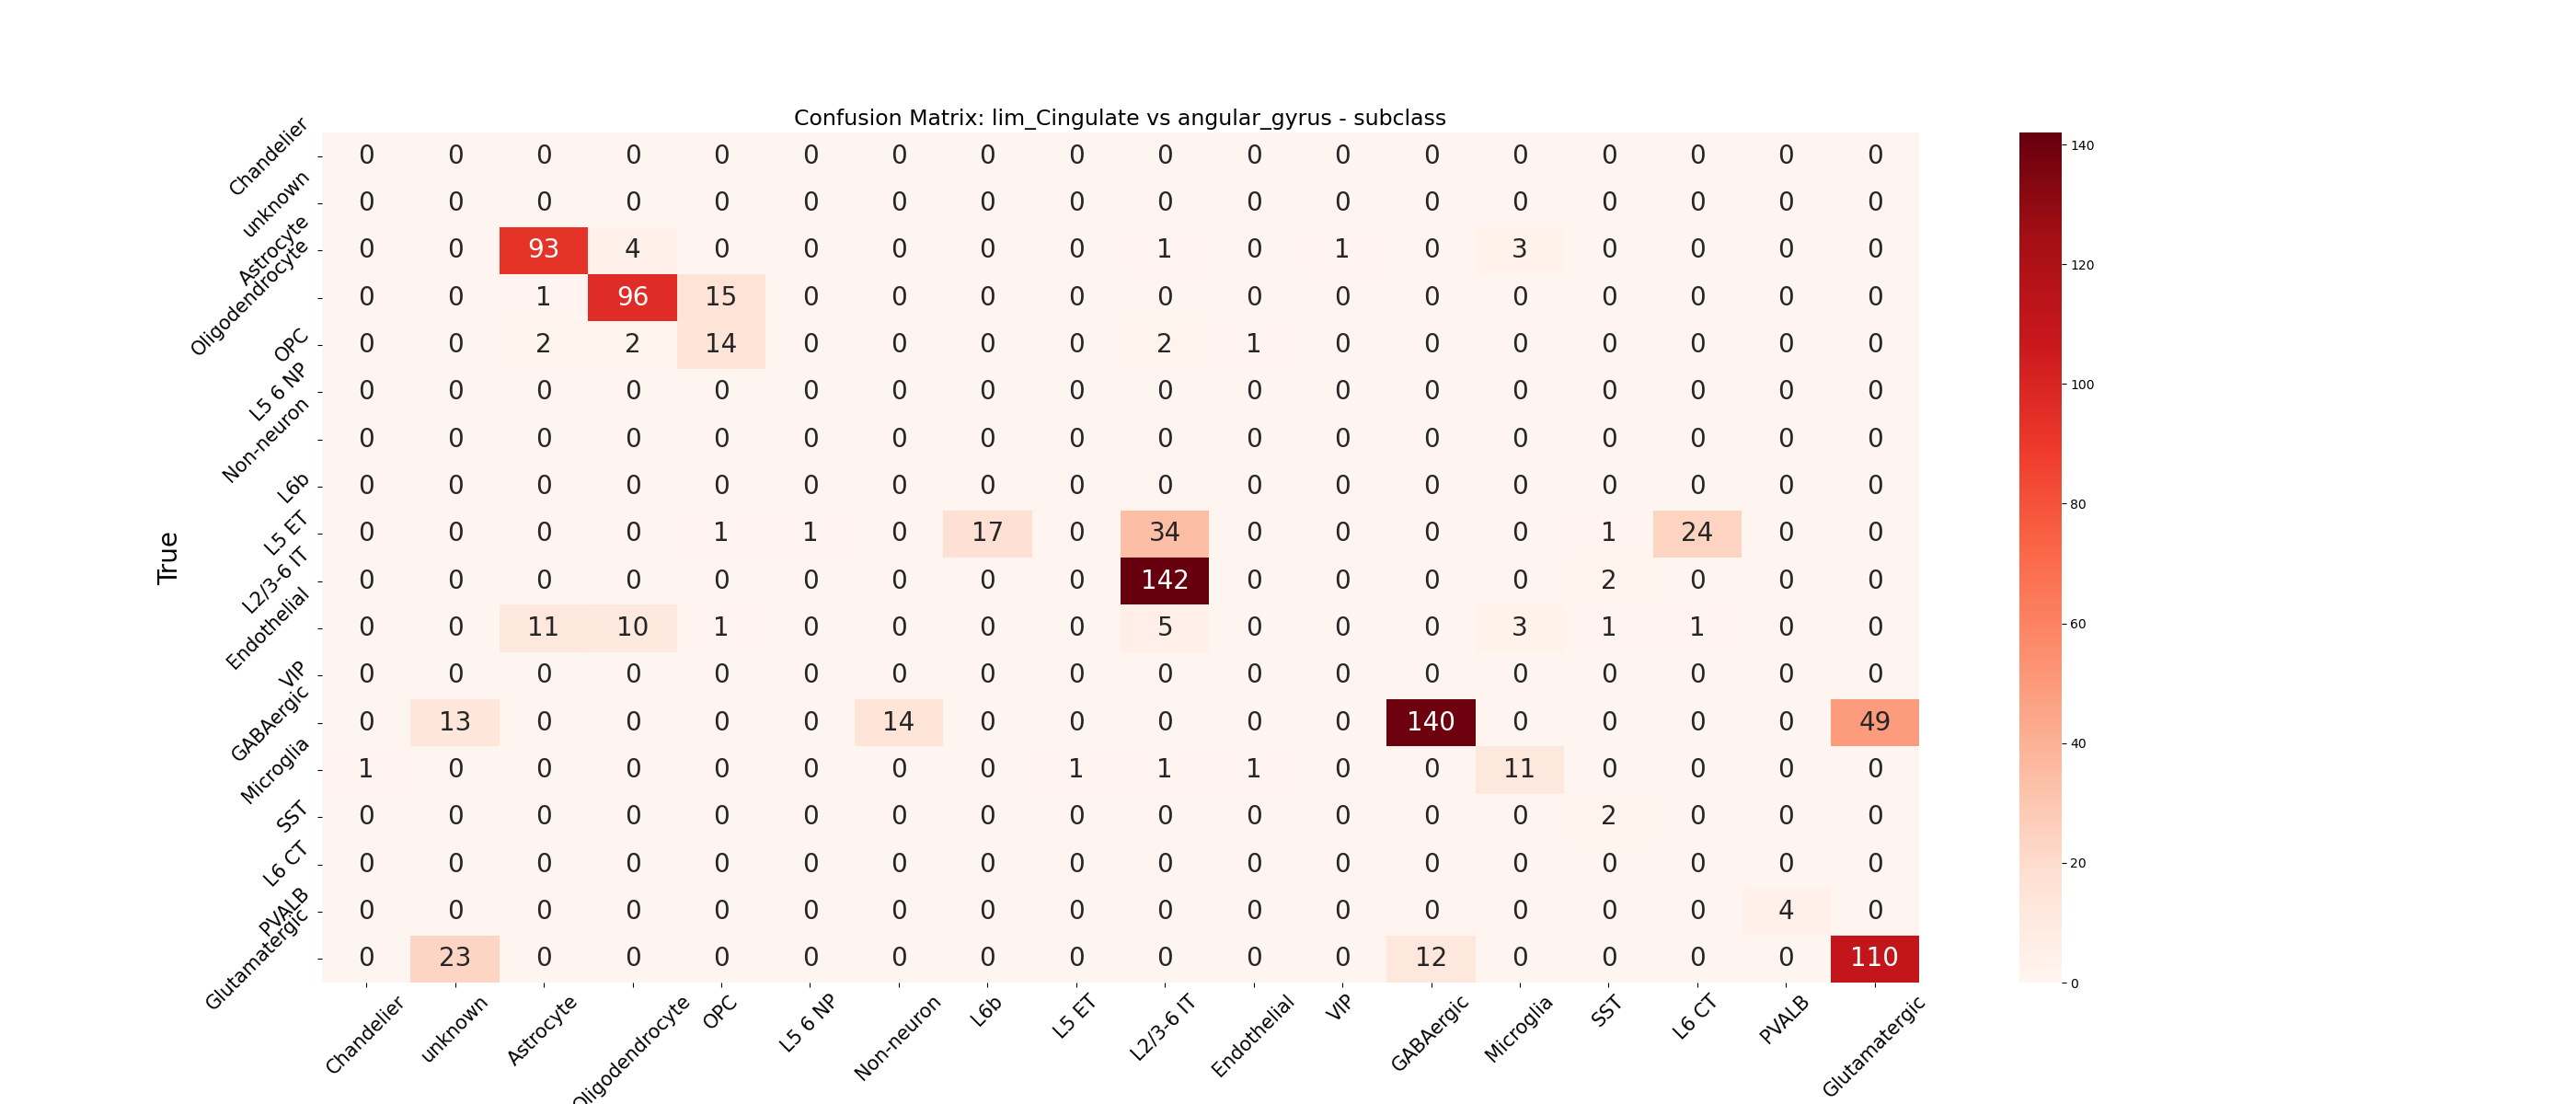 Confusion Matrix: lim_Cingulate vs angular_gyrus - subclass
True
Chandelier 0 0 0 0 0 0 0 0 0 0 0 0 0 0 0 0 0 0
unknown 0 0 0 0 0 0 0 0 0 0 0 0 0 0 0 0 0 0
Astrocyte 0 0 93 4 0 0 0 0 0 1 0 1 0 3 0 0 0 0
Oligodendrocyte 0 0 1 96 15 0 0 0 0 0 0 0 0 0 0 0 0 0
OPC 0 0 2 2 14 0 0 0 0 2 1 0 0 0 0 0 0 0
L5 6 NP 0 0 0 0 0 0 0 0 0 0 0 0 0 0 0 0 0 0
Non-neuron 0 0 0 0 0 0 0 0 0 0 0 0 0 0 0 0 0 0
L6b 0 0 0 0 0 0 0 0 0 0 0 0 0 0 0 0 0 0
L5 ET 0 0 0 0 1 1 0 17 0 34 0 0 0 0 1 24 0 0
L2/3-6 IT 0 0 0 0 0 0 0 0 0 142 0 0 0 0 2 0 0 0
Endothelial 0 0 11 10 1 0 0 0 0 5 0 0 0 3 1 1 0 0
VIP 0 0 0 0 0 0 0 0 0 0 0 0 0 0 0 0 0 0
GABAergic 0 13 0 0 0 0 14 0 0 0 0 0 140 0 0 0 0 49
Microglia 1 0 0 0 0 0 0 0 1 1 1 0 0 11 0 0 0 0
SST 0 0 0 0 0 0 0 0 0 0 0 0 0 0 2 0 0 0
L6 CT 0 0 0 0 0 0 0 0 0 0 0 0 0 0 0 0 0 0
PVALB 0 0 0 0 0 0 0 0 0 0 0 0 0 0 0 0 4 0
Glutamatergic 0 23 0 0 0 0 0 0 0 0 0 0 12 0 0 0 0 110
Chandelier unknown Astrocyte Oligodendrocyte OPC L5 6 NP Non-neuron L6b L5 ET L2/3-6 IT Endothelial VIP GABAergic Microglia SST L6 CT PVALB Glutamatergic
140
120
100
80
60
40
20
0